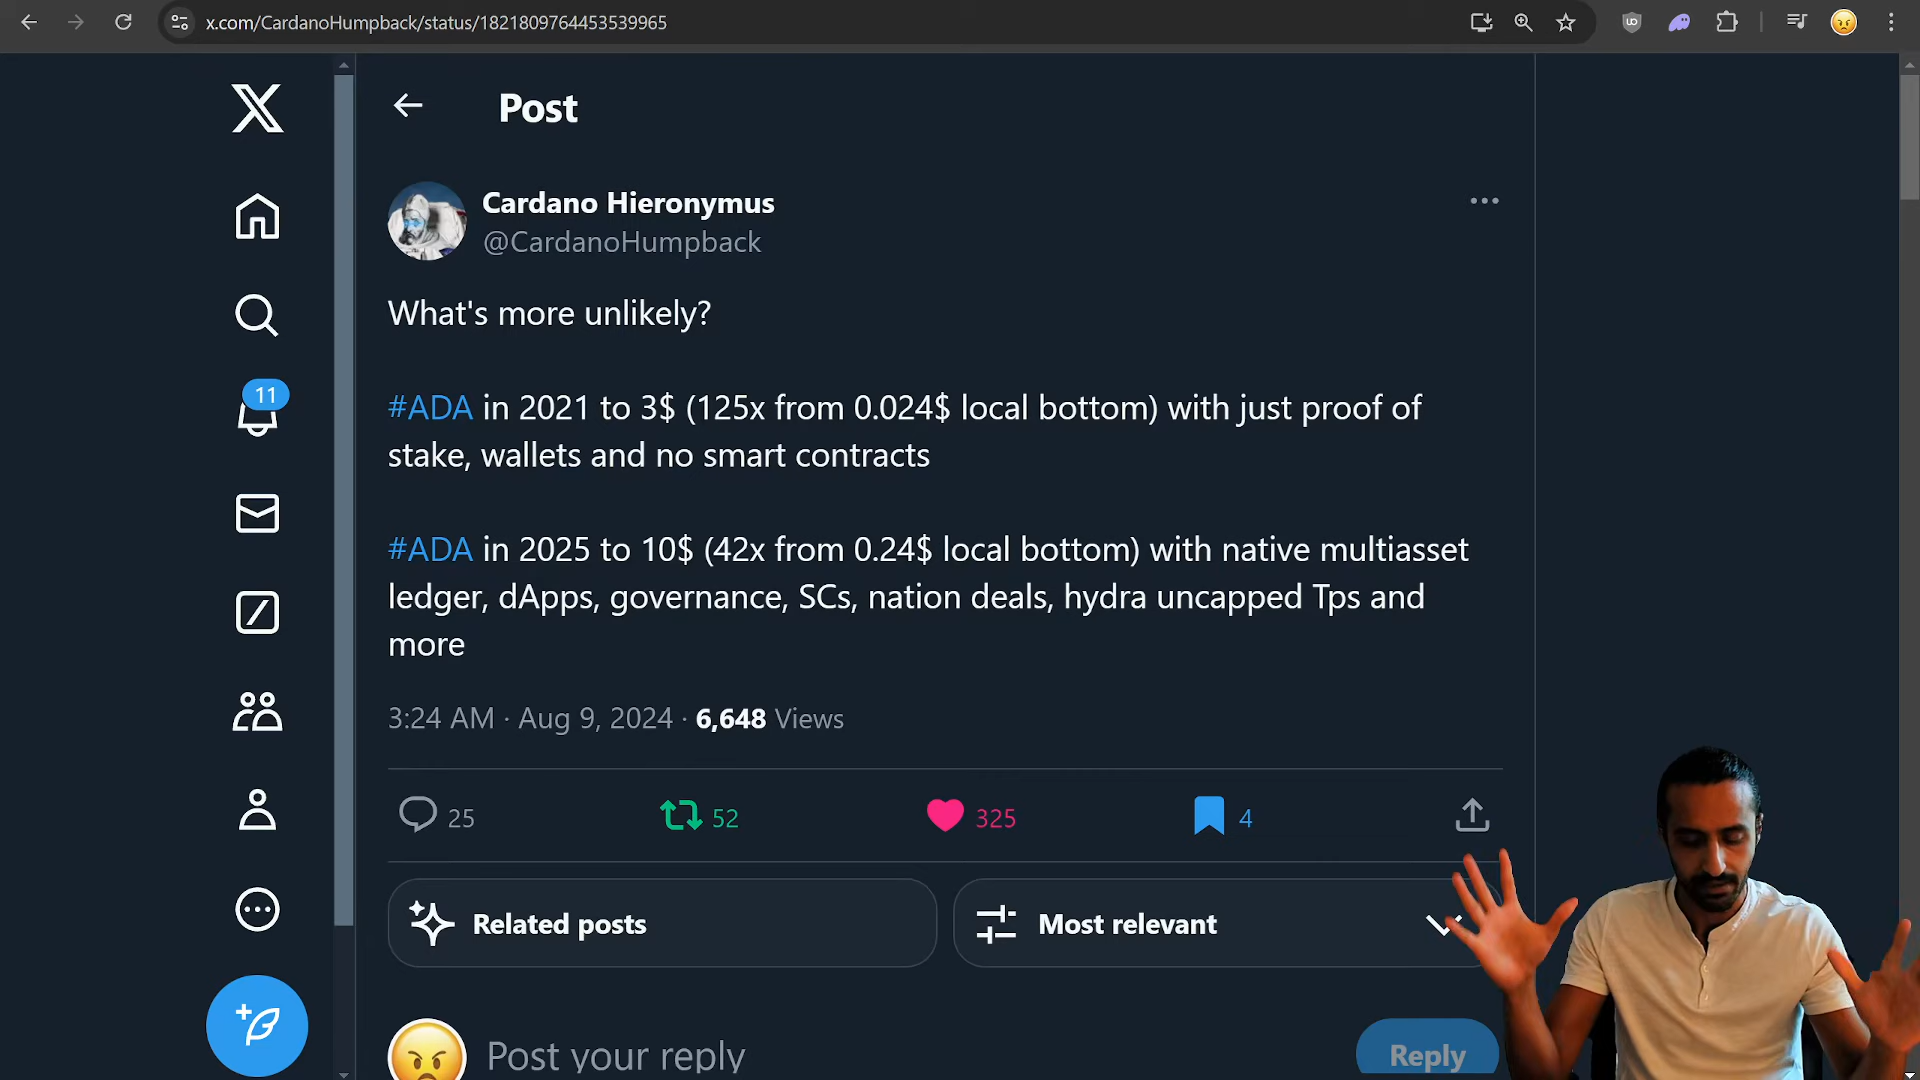 x.com/CardanoHumpback/status/1821809764453539965
Post
Cardano Hieronymus
@CardanoHumpback
What's more unlikely?
#ADA in 2021 to 3$ (125x from 0.024$ local bottom) with just proof of
stake, wallets and no smart contracts
#ADA in 2025 to 10$ (42x from 0.24$ local bottom) with native multiasset
ledger, dApps, governance, SCs, nation deals, hydra uncapped Tps and
more
3:24 AM · Aug 9, 2024 · 6,648 Views
25 52 325 4
Related posts Most relevant
Post your reply Reply
11